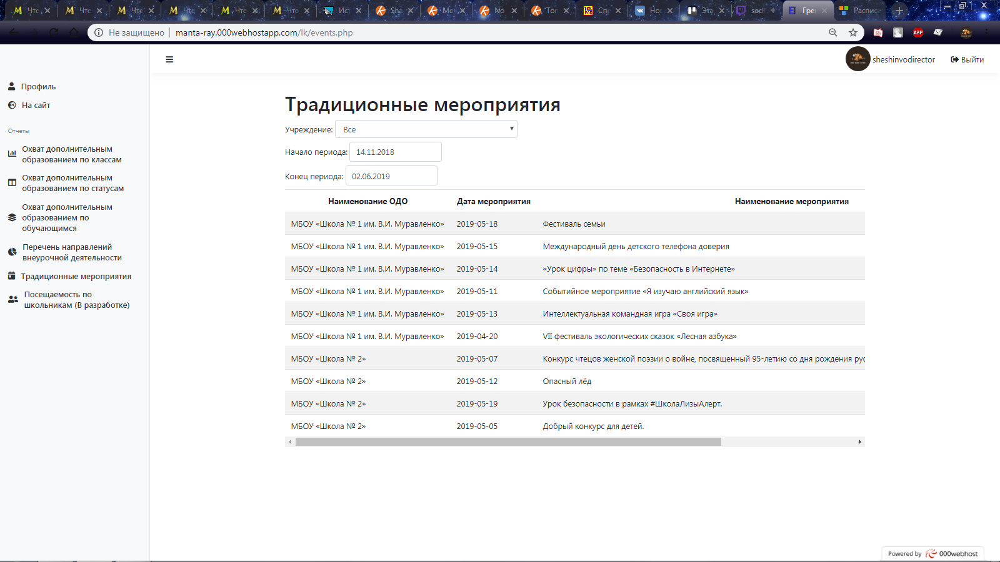 Чте
Чте
Чте
Чте
Чте
Чте
Ист
Sha
Mov
No
Tor
Спр
Нов
Эта
sod
Гре
Распис
Не защищено
manta-ray.000webhostapp.com/lk/events.php
ABP
sheshinvodirector
Выйти
Профиль
На сайт
Отчеты
Охват дополнительным
образованием по классам
Охват дополнительным
образованием по статусам
Охват дополнительным
образованием по
обучающимся
Перечень направлений
внеурочной деятельности
Традиционные мероприятия
Посещаемость по
школьникам (В разработке)
Традиционные мероприятия
Учреждение: Все
Начало периода: 14.11.2018
Конец периода: 02.06.2019
Наименование ОДО Дата мероприятия Наименование мероприятия
МБОУ «Школа № 1 им. В.И. Муравленко» 2019-05-18 Фестиваль семьи
МБОУ «Школа № 1 им. В.И. Муравленко» 2019-05-15 Международный день детского телефона доверия
МБОУ «Школа № 1 им. В.И. Муравленко» 2019-05-14 «Урок цифры» по теме «Безопасность в Интернете»
МБОУ «Школа № 1 им. В.И. Муравленко» 2019-05-11 Событийное мероприятие «Я изучаю английский язык»
МБОУ «Школа № 1 им. В.И. Муравленко» 2019-05-13 Интеллектуальная командная игра «Своя игра»
МБОУ «Школа № 1 им. В.И. Муравленко» 2019-04-20 VII фестиваль экологических сказок «Лесная азбука»
МБОУ «Школа № 2» 2019-05-07 Конкурс чтецов женской поэзии о войне, посвященный 95-летию со дня рождения рус
МБОУ «Школа № 2» 2019-05-12 Опасный лёд
МБОУ «Школа № 2» 2019-05-19 Урок безопасности в рамках #ШколаЛизыАлерт.
МБОУ «Школа № 2» 2019-05-05 Добрый конкурс для детей.
Powered by 000webhost